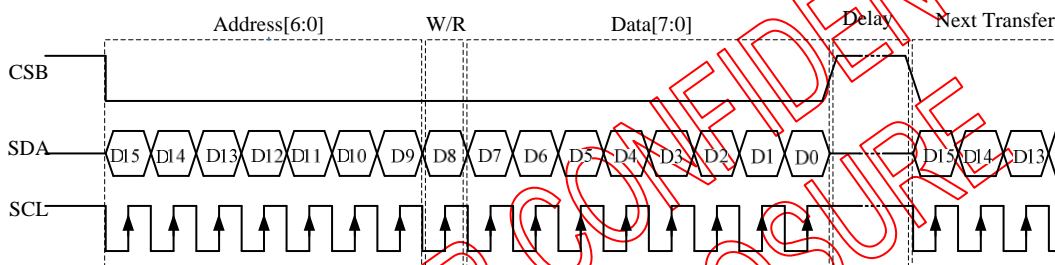 Address[6:0] W/R Data[7:0] Delay Next Transfer
CSB
SDA D15 D14 D13 D12 D11 D10 D9 D8 D7 D6 D5 D4 D3 D2 D1 D0 D15 D14 D13
SCL